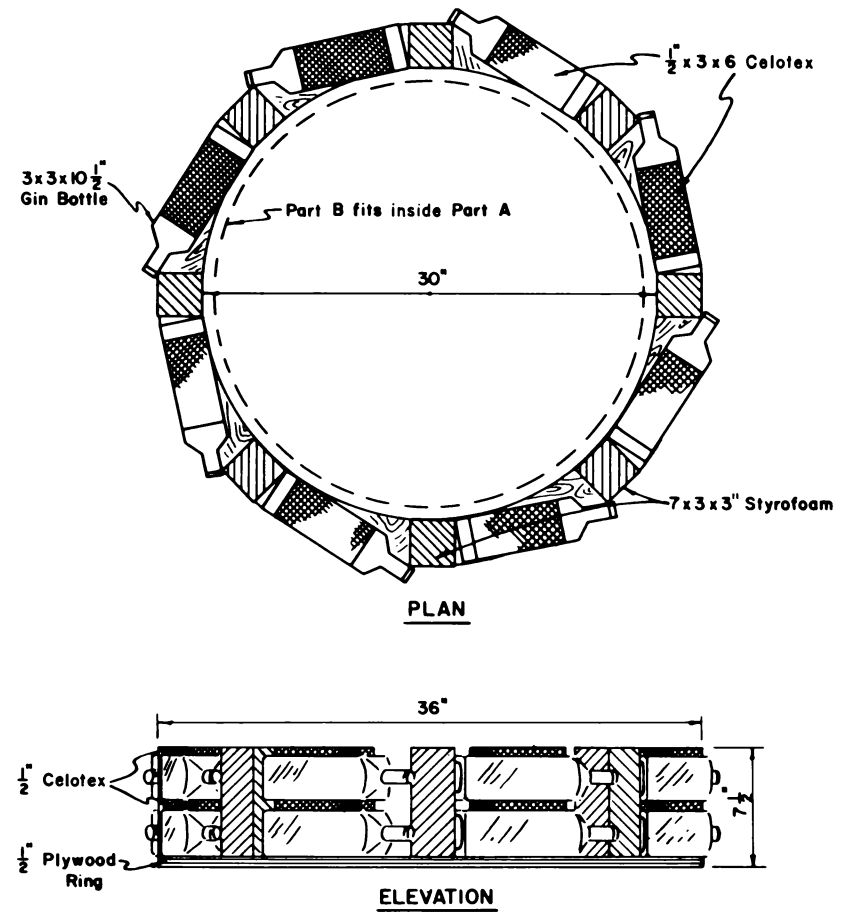 1/2" x 3 x 6 Celotex
3 x 3 x 10 1/2"
Gin Bottle
Part B fits inside Part A
30"
7 x 3 x 3" Styrofoam
PLAN
36"
1/2" Celotex
7 1/2"
1/2" Plywood
Ring
ELEVATION